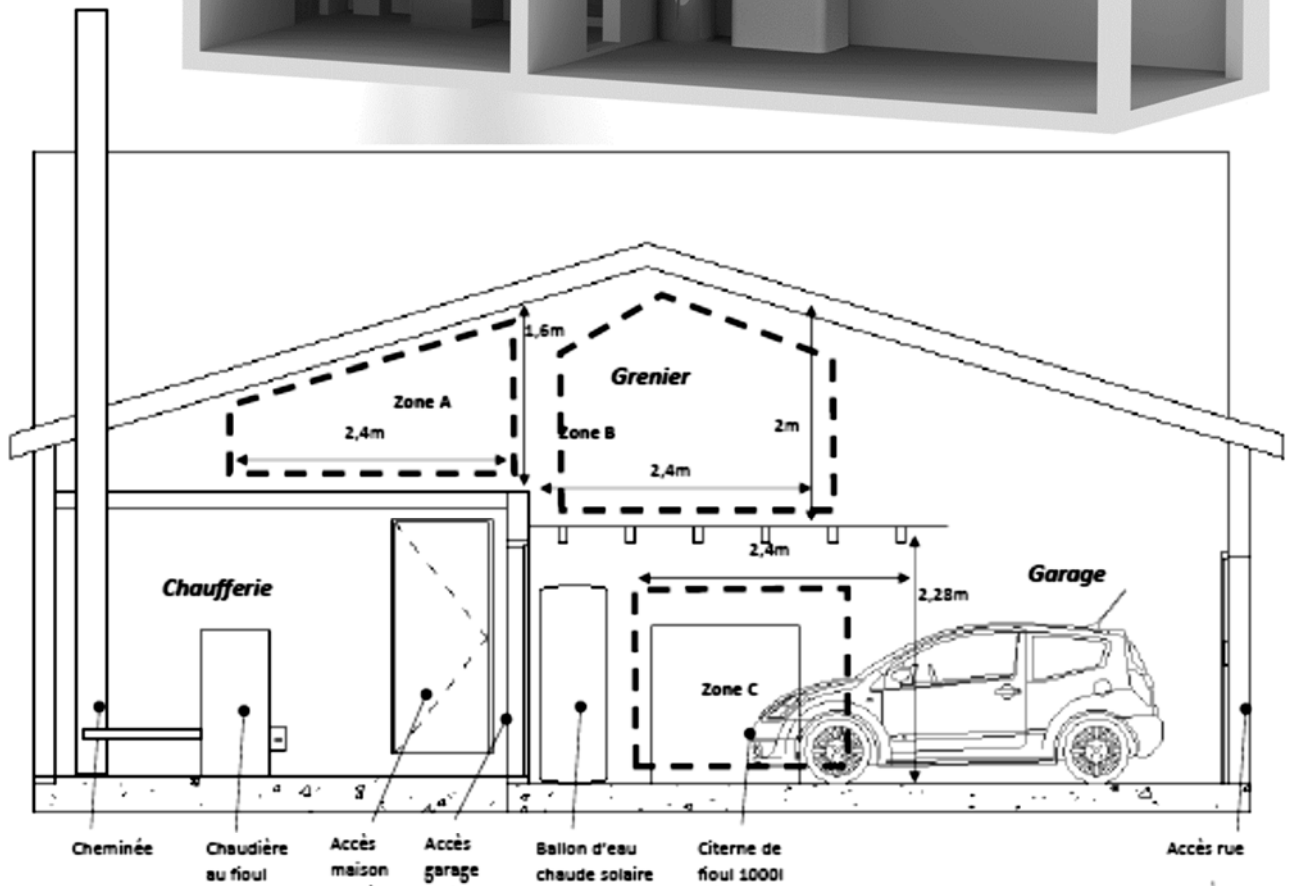 1,6m
Grenier
Zone A
2,4m
Zone B
2m
2,4m
2,4m
Chaufferie
Garage
2,28m
Zone C
Cheminée
Chaudière
au fioul
Accès
maison
Accès
garage
Ballon d'eau
chaude solaire
Citerne de
fioul 1000l
Accès rue